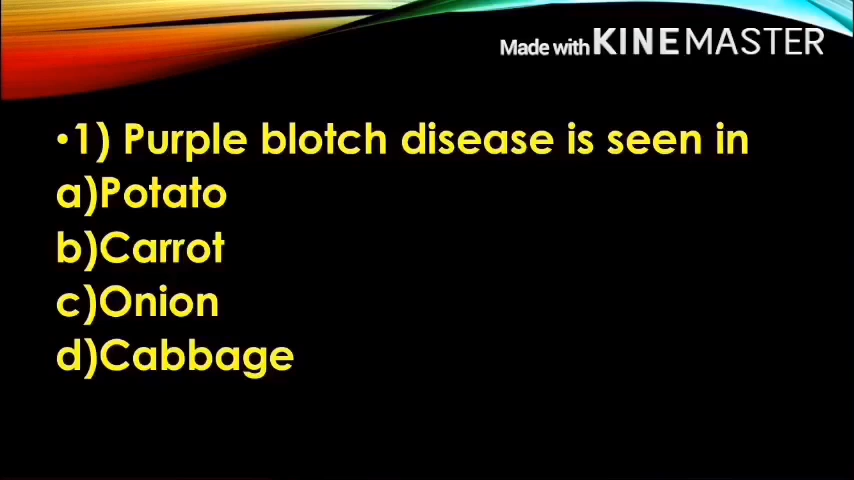 Made with KINEMASTER
•1) Purple blotch disease is seen in
a)Potato
b)Carrot
c)Onion
d)Cabbage